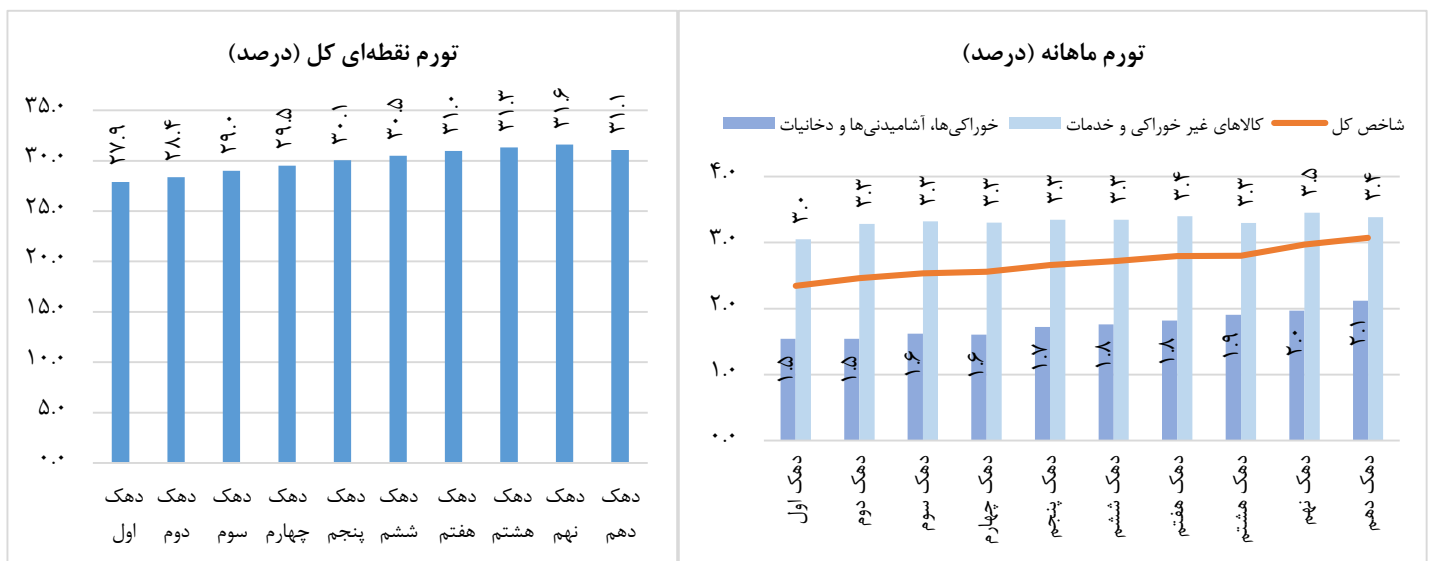 تورم نقطه‌ای کل (درصد)
۳۵.۰
۳۰.۰
۲۵.۰
۲۰.۰
۱۵.۰
۱۰.۰
۵.۰
۰.۰
۲۷.۹
۲۸.۴
۲۹.۰
۲۹.۵
۳۰.۱
۳۰.۵
۳۱.۰
۳۱.۳
۳۱.۶
۳۱.۱
دهک اول
دهک دوم
دهک سوم
دهک چهارم
دهک پنجم
دهک ششم
دهک هفتم
دهک هشتم
دهک نهم
دهک دهم
تورم ماهانه (درصد)
خوراکی‌ها، آشامیدنی‌ها و دخانیات
کالاهای غیر خوراکی و خدمات
شاخص کل
۴.۰
۳.۰
۲.۰
۱.۰
۰.۰
۳.۰
۳.۳
۳.۳
۳.۳
۳.۳
۳.۳
۳.۴
۳.۳
۳.۵
۳.۴
۱.۵
۱.۵
۱.۶
۱.۶
۱.۷
۱.۸
۱.۸
۱.۹
۲.۰
۲.۱
دهک اول
دهک دوم
دهک سوم
دهک چهارم
دهک پنجم
دهک ششم
دهک هفتم
دهک هشتم
دهک نهم
دهک دهم